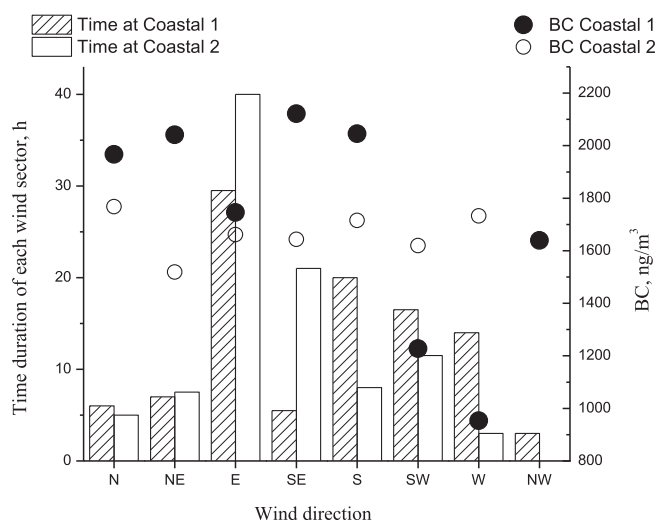 Time at Coastal 1
Time at Coastal 2
BC Coastal 1
BC Coastal 2
Time duration of each wind sector, h
40
30
20
10
0
2200
2000
1800
1600
1400
1200
1000
800
BC, ng/m³
N NE E SE S SW W NW
Wind direction